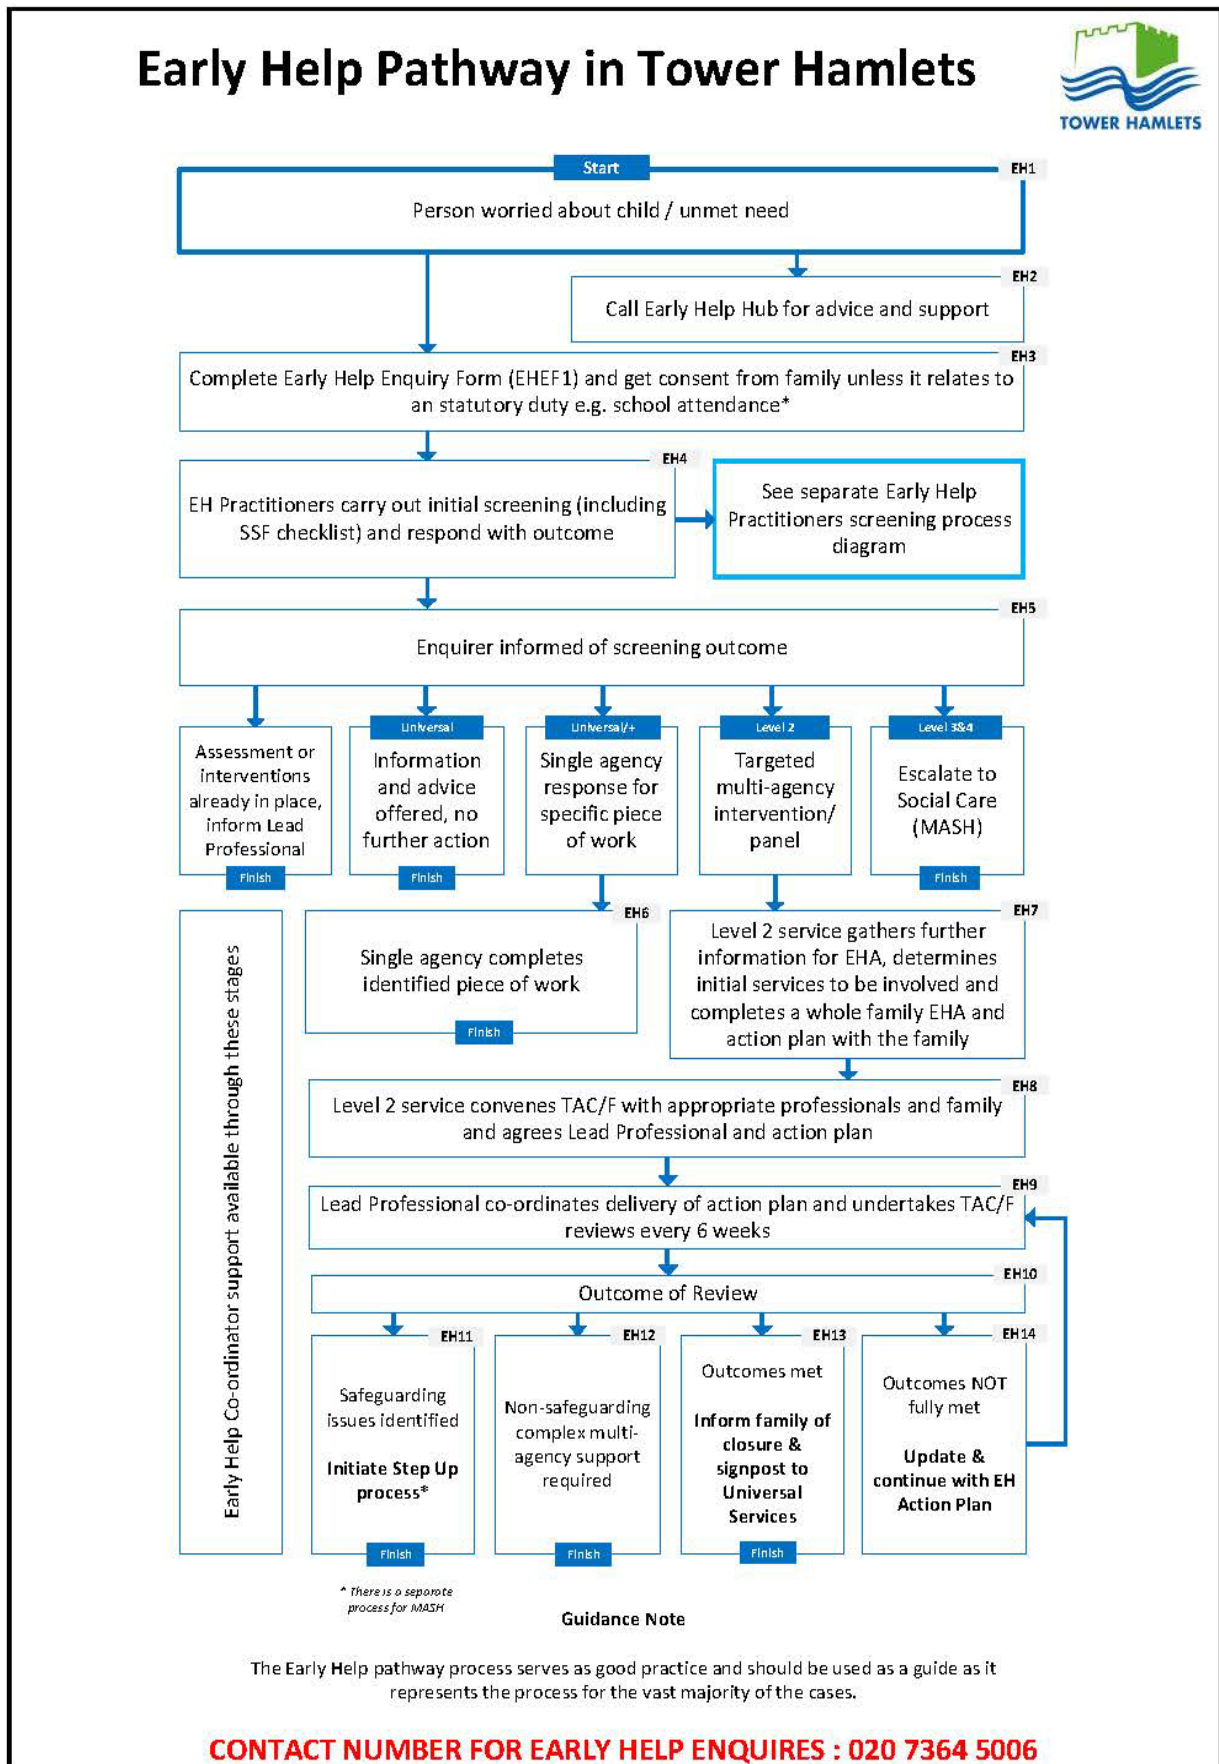 Early Help Pathway in Tower Hamlets
TOWER HAMLETS
Start
EH1
Person worried about child / unmet need
EH2
Call Early Help Hub for advice and support
EH3
Complete Early Help Enquiry Form (EHEF1) and get consent from family unless it relates to
an statutory duty e.g. school attendance*
EH4
EH Practitioners carry out initial screening (including
SSF checklist) and respond with outcome
See separate Early Help
Practitioners screening process
diagram
EH5
Enquirer informed of screening outcome
Assessment or
interventions
already in place,
inform Lead
Professional
Finish
Universal
Information
and advice
offered, no
further action
Finish
Universal/+
Single agency
response for
specific piece
of work
Level 2
Targeted
multi-agency
intervention/
panel
Level 3&4
Escalate to
Social Care
(MASH)
Finish
Early Help Co-ordinator support available through these stages
EH6
Single agency completes
identified piece of work
Finish
EH7
Level 2 service gathers further
information for EHA, determines
initial services to be involved and
completes a whole family EHA and
action plan with the family
EH8
Level 2 service convenes TAC/F with appropriate professionals and family
and agrees Lead Professional and action plan
EH9
Lead Professional co-ordinates delivery of action plan and undertakes TAC/F
reviews every 6 weeks
EH10
Outcome of Review
EH11
Safeguarding
issues identified
Initiate Step Up
process*
Finish
EH12
Non-safeguarding
complex multi-
agency support
required
Finish
EH13
Outcomes met
Inform family of
closure &
signpost to
Universal
Services
Finish
EH14
Outcomes NOT
fully met
Update &
continue with EH
Action Plan
* There is a separate
process for MASH
Guidance Note
The Early Help pathway process serves as good practice and should be used as a guide as it
represents the process for the vast majority of the cases.
CONTACT NUMBER FOR EARLY HELP ENQUIRES : 020 7364 5006